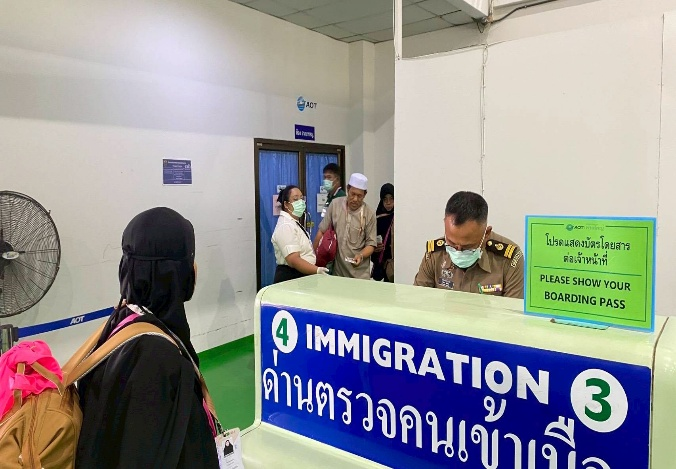 AOT
AOT
โปรดแสดงบัตรโดยสาร
ต่อเจ้าหน้าที่
PLEASE SHOW YOUR
BOARDING PASS
AOT
4 IMMIGRATION 3
ด่านตรวจคนเข้าเมือ